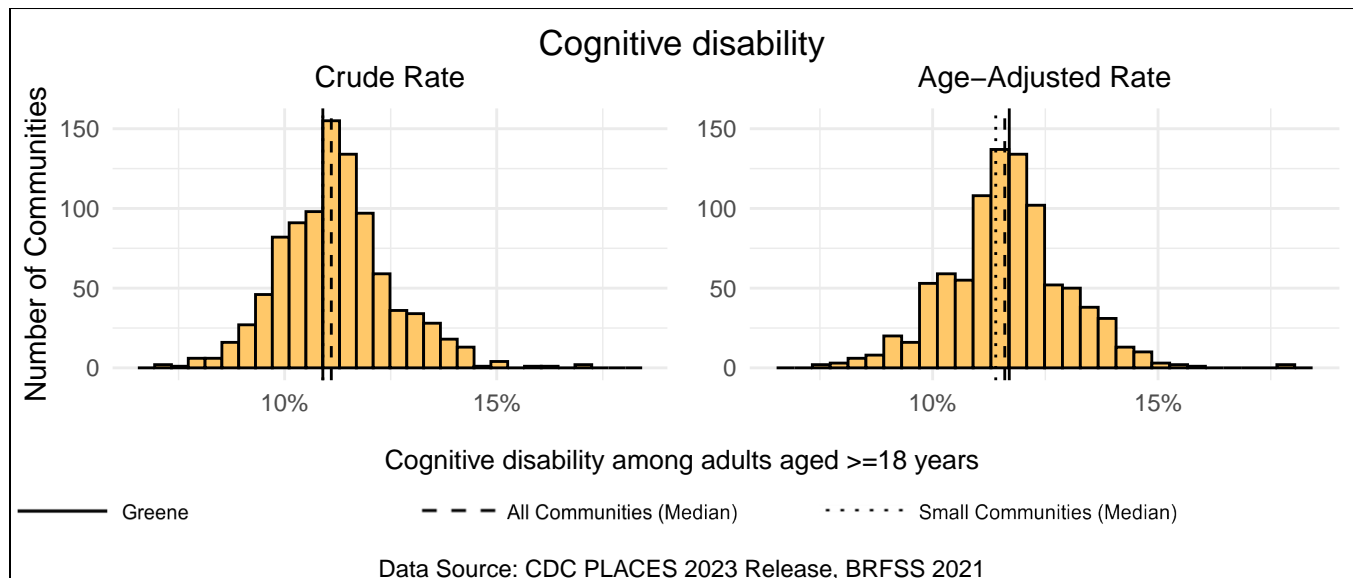 Cognitive disability
Crude Rate
Age−Adjusted Rate
Number of Communities
150
100
50
0
10%
15%
150
100
50
0
10%
15%
Cognitive disability among adults aged >=18 years
Greene
All Communities (Median)
Small Communities (Median)
Data Source: CDC PLACES 2023 Release, BRFSS 2021